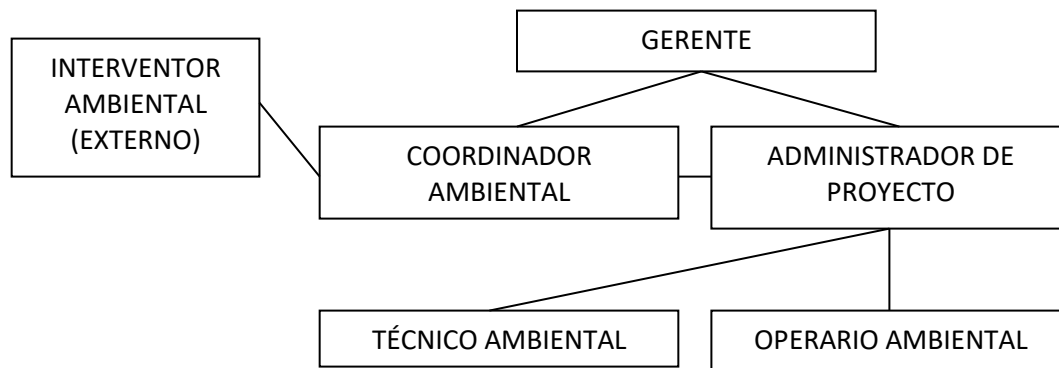 GERENTE
INTERVENTOR
AMBIENTAL
(EXTERNO)
COORDINADOR
AMBIENTAL
ADMINISTRADOR DE
PROYECTO
TÉCNICO AMBIENTAL
OPERARIO AMBIENTAL